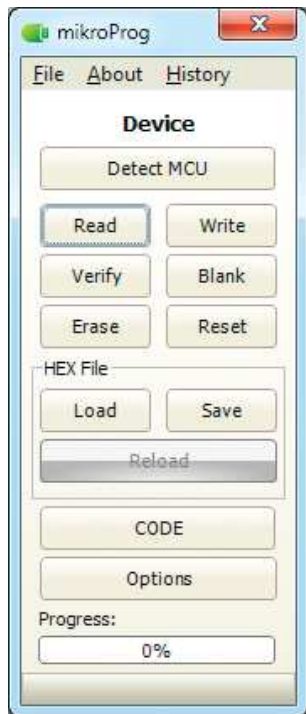 mikroProg
File About History
Device
Detect MCU
Read Write
Verify Blank
Erase Reset
HEX File
Load Save
Reload
CODE
Options
Progress:
0%